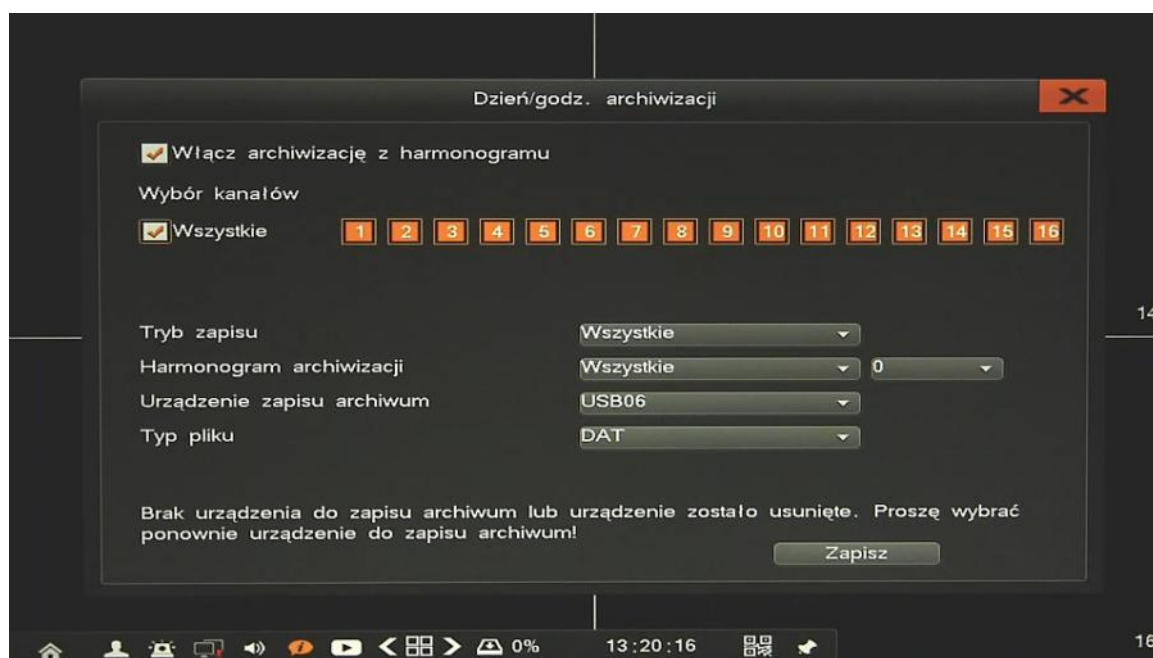 Dzień/godz. archiwizacji
Włącz archiwizację z harmonogramu
Wybór kanałów
Wszystkie 1 2 3 4 5 6 7 8 9 10 11 12 13 14 15 16
14
Tryb zapisu Wszystkie
Harmonogram archiwizacji Wszystkie 0
Urządzenie zapisu archiwum USB06
Typ pliku DAT
Brak urządzenia do zapisu archiwum lub urządzenie zostało usunięte. Proszę wybrać
ponownie urządzenie do zapisu archiwum!
Zapisz
0% 13:20:16 16